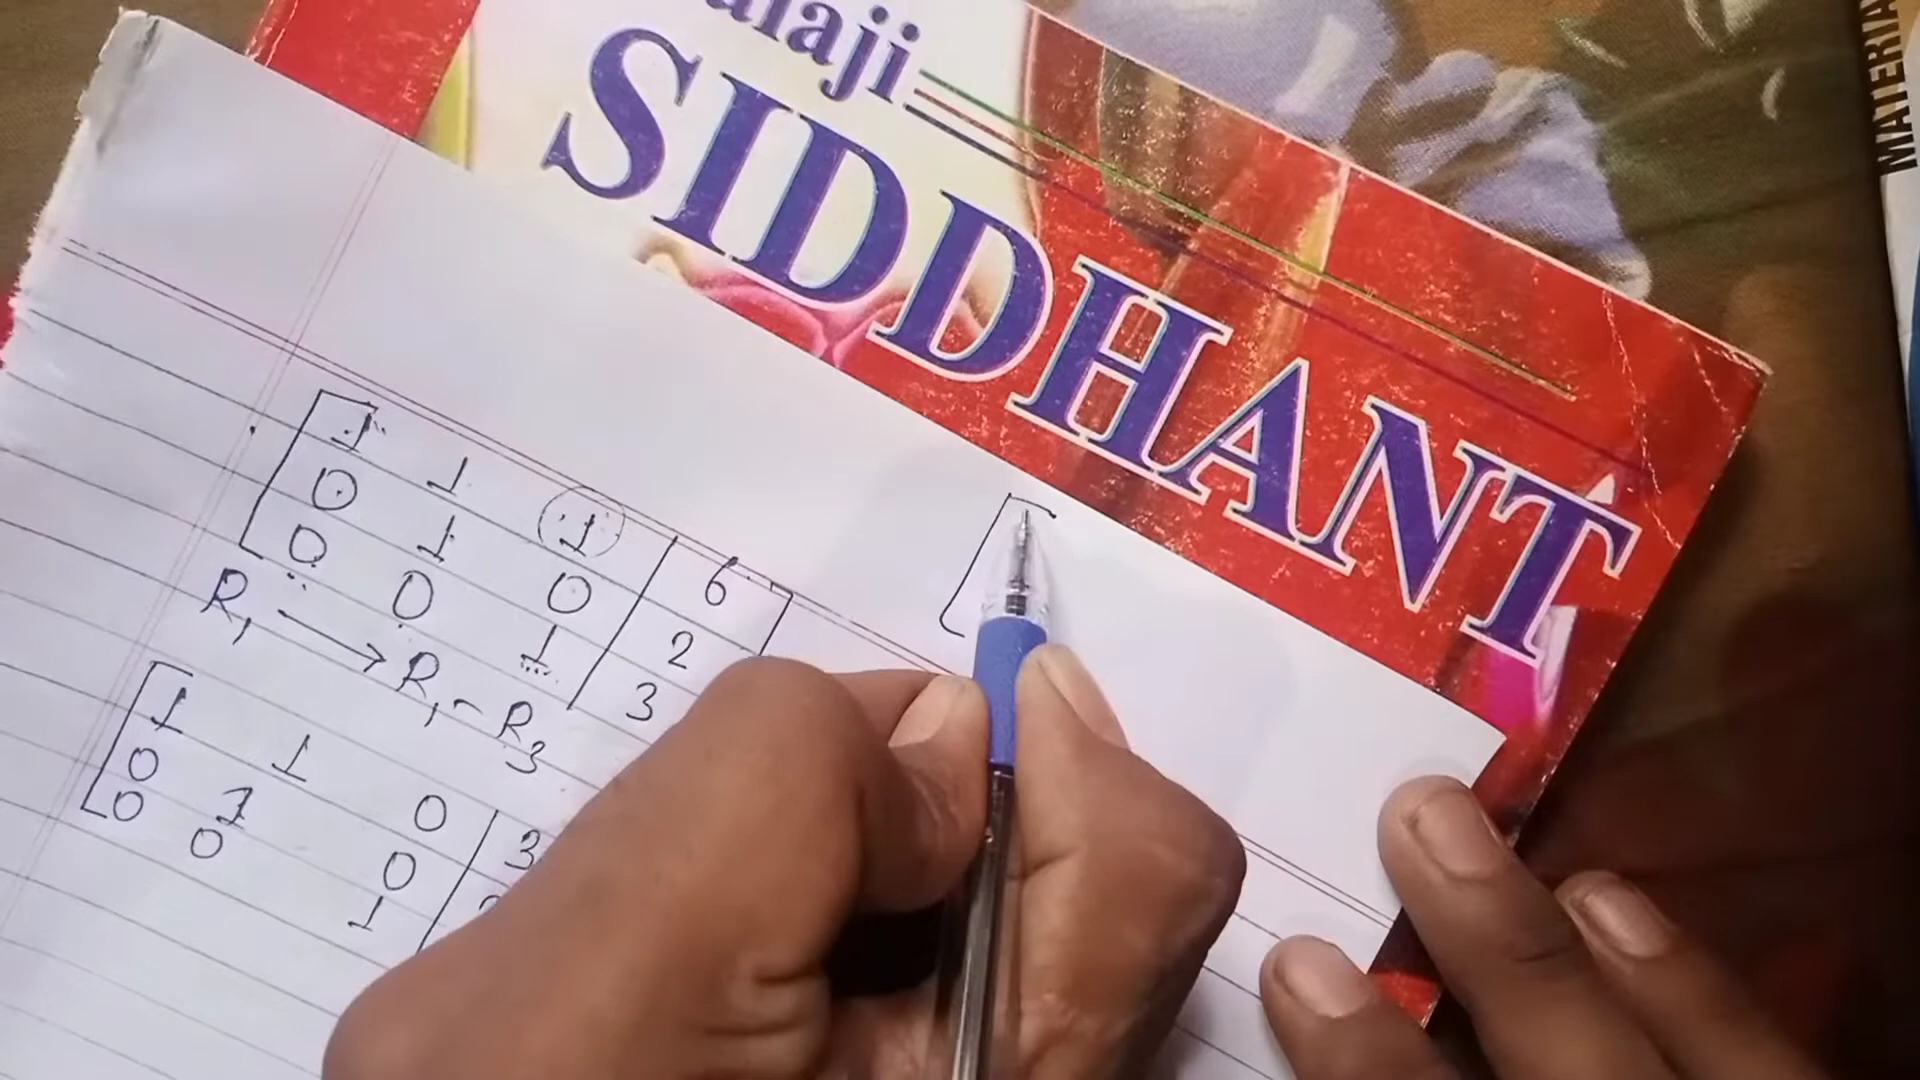 alaji
SIDDHANT
MATERIA
1 1 1 6
0 1 0 2
0 0 1 3
R₁ → R₁ - R₃
1 1 0 3
0 1 0
0 0 1